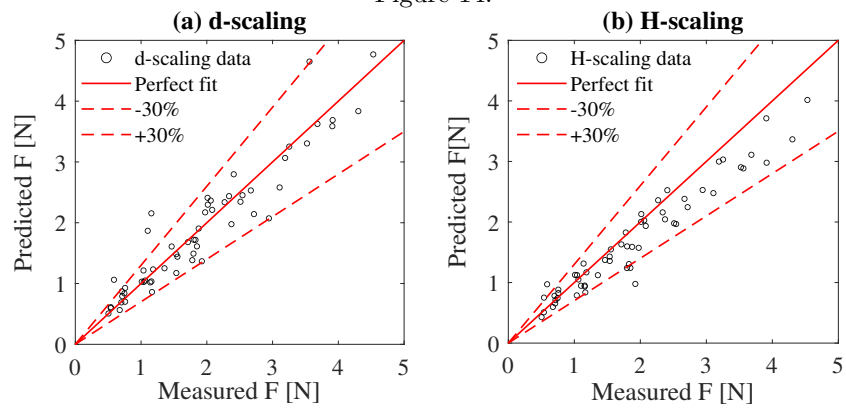 Figure 14:
(a) d-scaling
5
4
3
2
1
0
0 1 2 3 4 5
Predicted F [N]
Measured F [N]
d-scaling data
Perfect fit
-30%
+30%
(b) H-scaling
5
4
3
2
1
0
0 1 2 3 4 5
Predicted F[N]
Measured F [N]
H-scaling data
Perfect fit
-30%
+30%